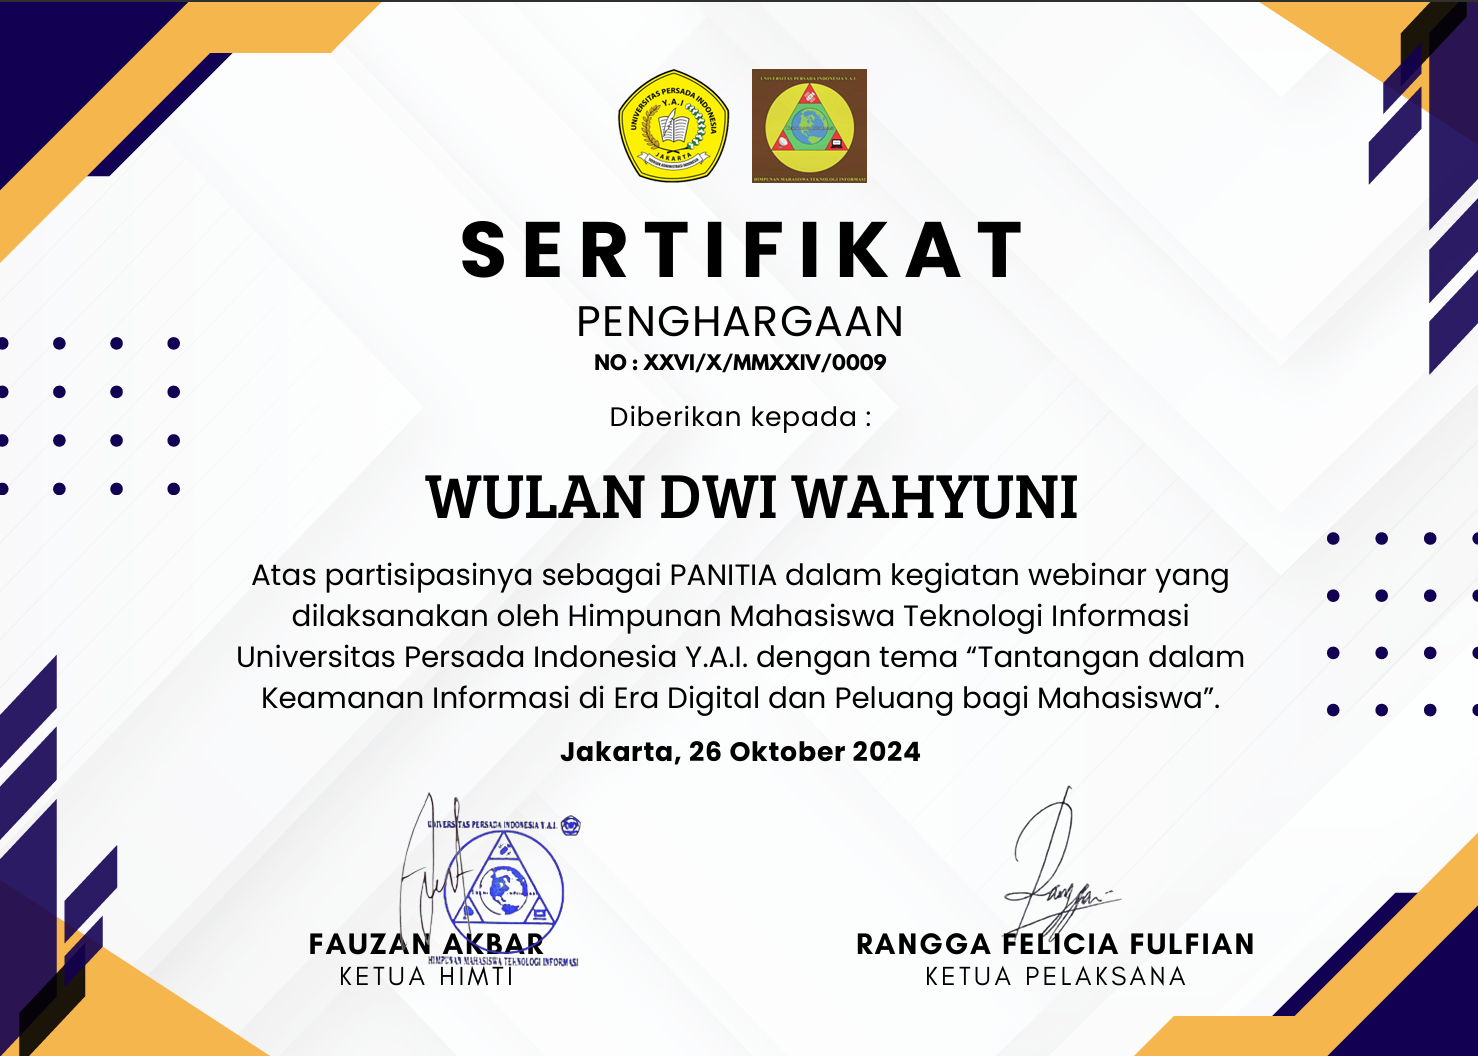 UNIVERSITAS PERSADA INDONESIA
Y.A.I
JAKARTA
UNIVERSITAS PERSADA INDONESIA Y.A.I
HIMPUNAN MAHASISWA TEKNOLOGI INFORMASI
SERTIFIKAT
PENGHARGAAN
NO : XXVI/X/MMXXIV/0009
Diberikan kepada :
WULAN DWI WAHYUNI
Atas partisipasinya sebagai PANITIA dalam kegiatan webinar yang
dilaksanakan oleh Himpunan Mahasiswa Teknologi Informasi
Universitas Persada Indonesia Y.A.I. dengan tema “Tantangan dalam
Keamanan Informasi di Era Digital dan Peluang bagi Mahasiswa”.
Jakarta, 26 Oktober 2024
UNIVERSITAS PERSADA INDONESIA Y.A.I.
FAUZAN AKBAR
HIMPUNAN MAHASISWA TEKNOLOGI INFORMASI
KETUA HIMTI
RANGGA FELICIA FULFIAN
KETUA PELAKSANA